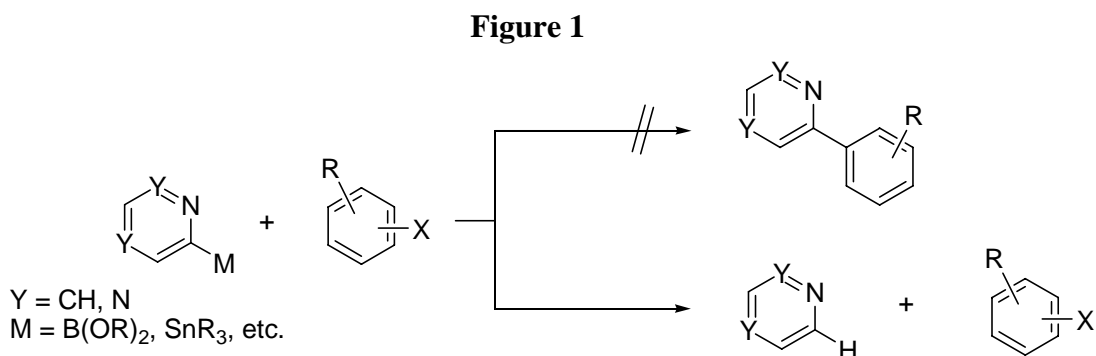 Figure 1
Y
N
Y
R
R
Y
N
Y
M
+
X
Y = CH, N
M = B(OR)₂, SnR₃, etc.
Y
N
Y
H
+
R
X